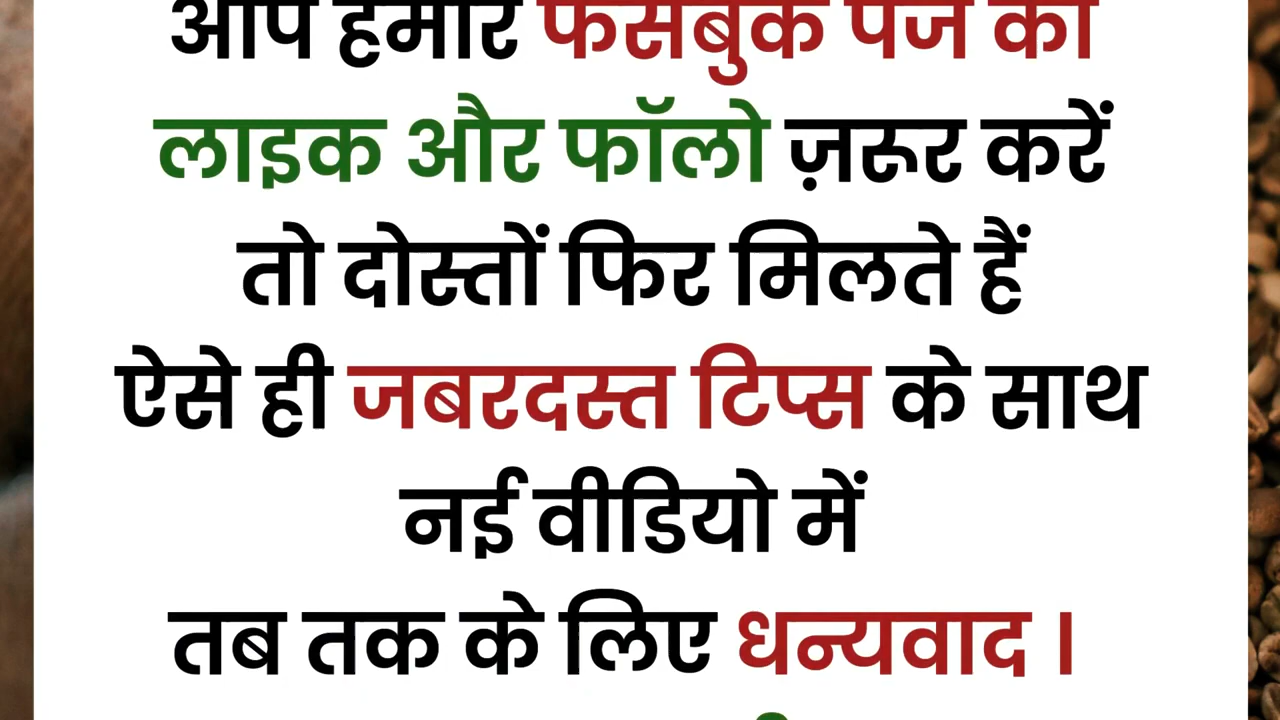 आप हमारे फेसबुक पेज को
लाइक और फॉलो ज़रूर करें
तो दोस्तों फिर मिलते हैं
ऐसे ही जबरदस्त टिप्स के साथ
नई वीडियो में
तब तक के लिए धन्यवाद ।